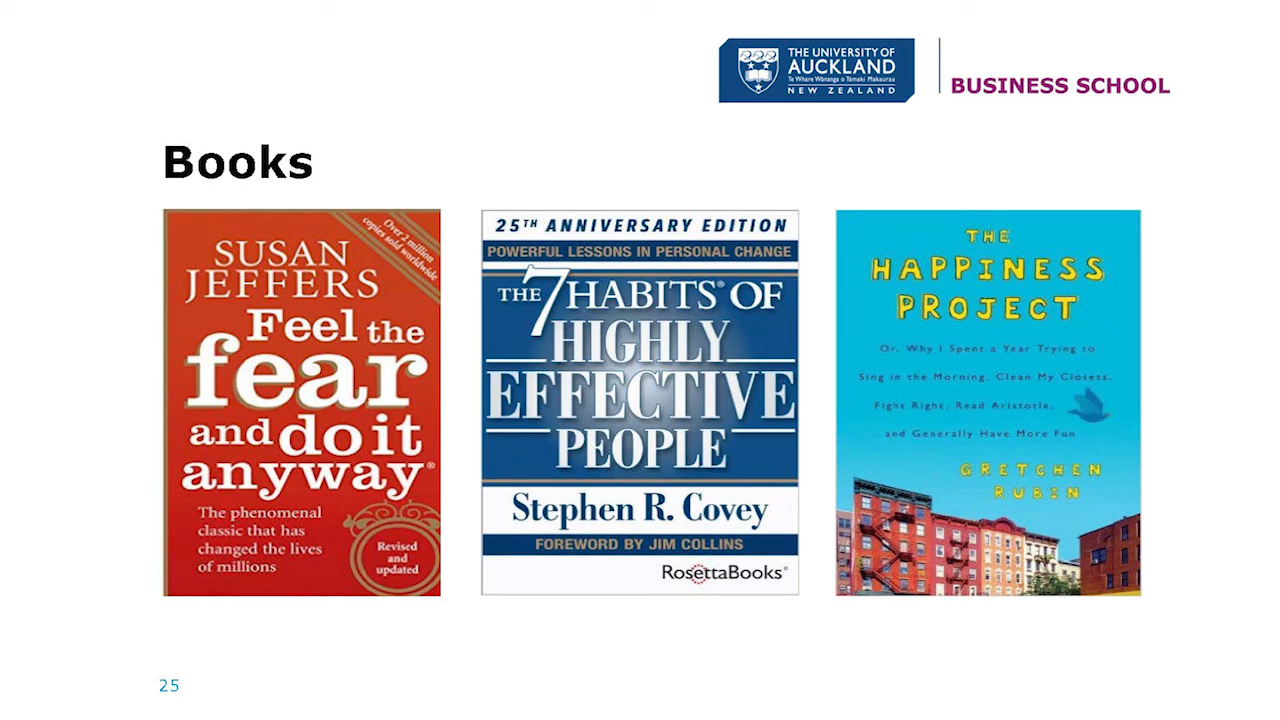 THE UNIVERSITY OF
AUCKLAND
Te Whare Wānanga o Tāmaki Makaurau
NEW ZEALAND
BUSINESS SCHOOL
Books
Over 2 million
copies sold worldwide
SUSAN
JEFFERS
Feel the
fear
and do it
anyway®
The phenomenal
classic that has
changed the lives
of millions
Revised
and
updated
25TH ANNIVERSARY EDITION
POWERFUL LESSONS IN PERSONAL CHANGE
THE 7 HABITS® OF
HIGHLY
EFFECTIVE
PEOPLE
Stephen R. Covey
FOREWORD BY JIM COLLINS
ROSETTABOOKS®
THE
HAPPINESS
PROJECT
Or, Why I Spent a Year Trying to
Sing in the Morning, Clean My Closets,
Fight Right, Read Aristotle,
and Generally Have More Fun
GRETCHEN
RUBIN
25